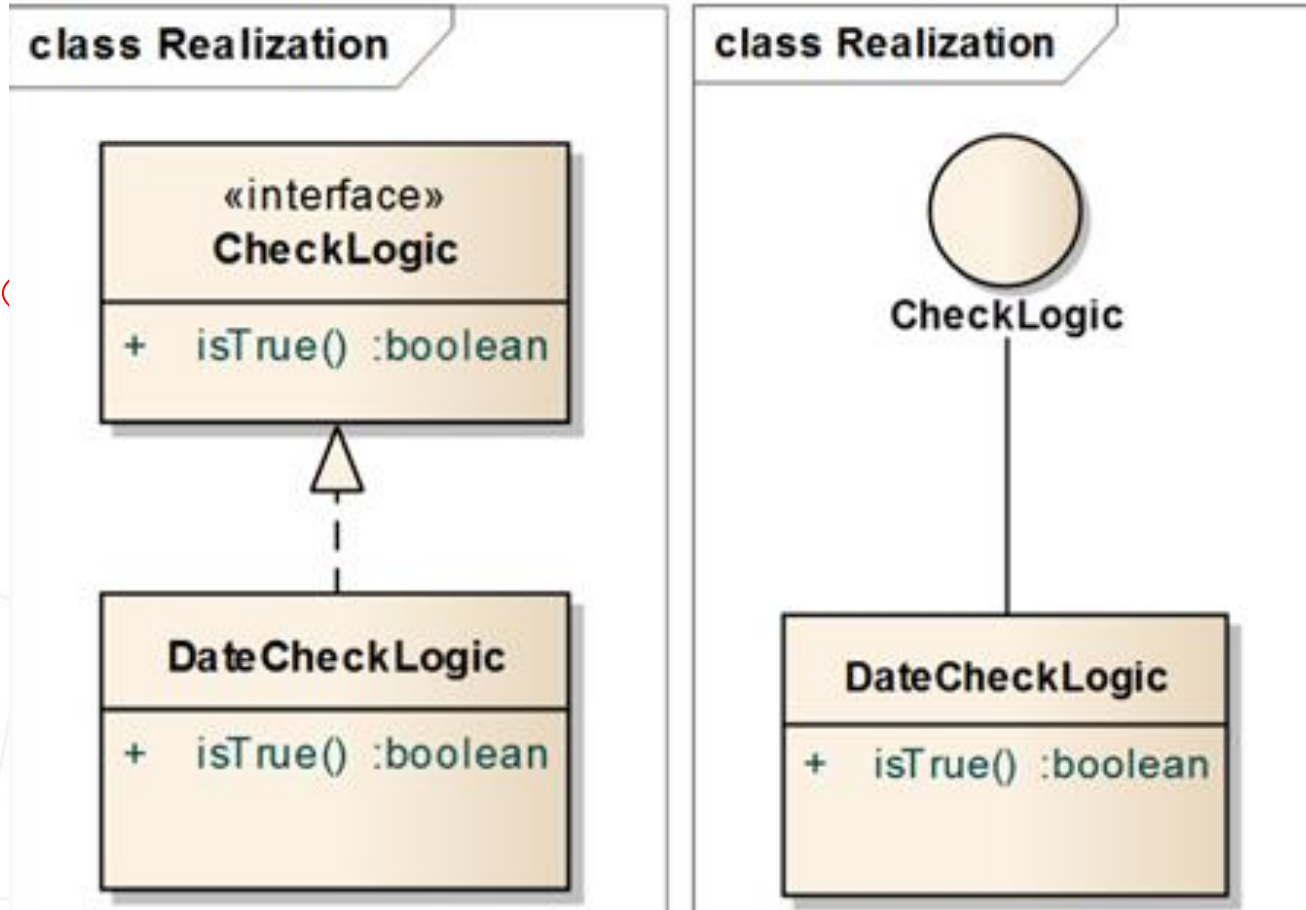 class Realization
«interface»
CheckLogic
+ isTrue() :boolean
DateCheckLogic
+ isTrue() :boolean
class Realization
CheckLogic
DateCheckLogic
+ isTrue() :boolean